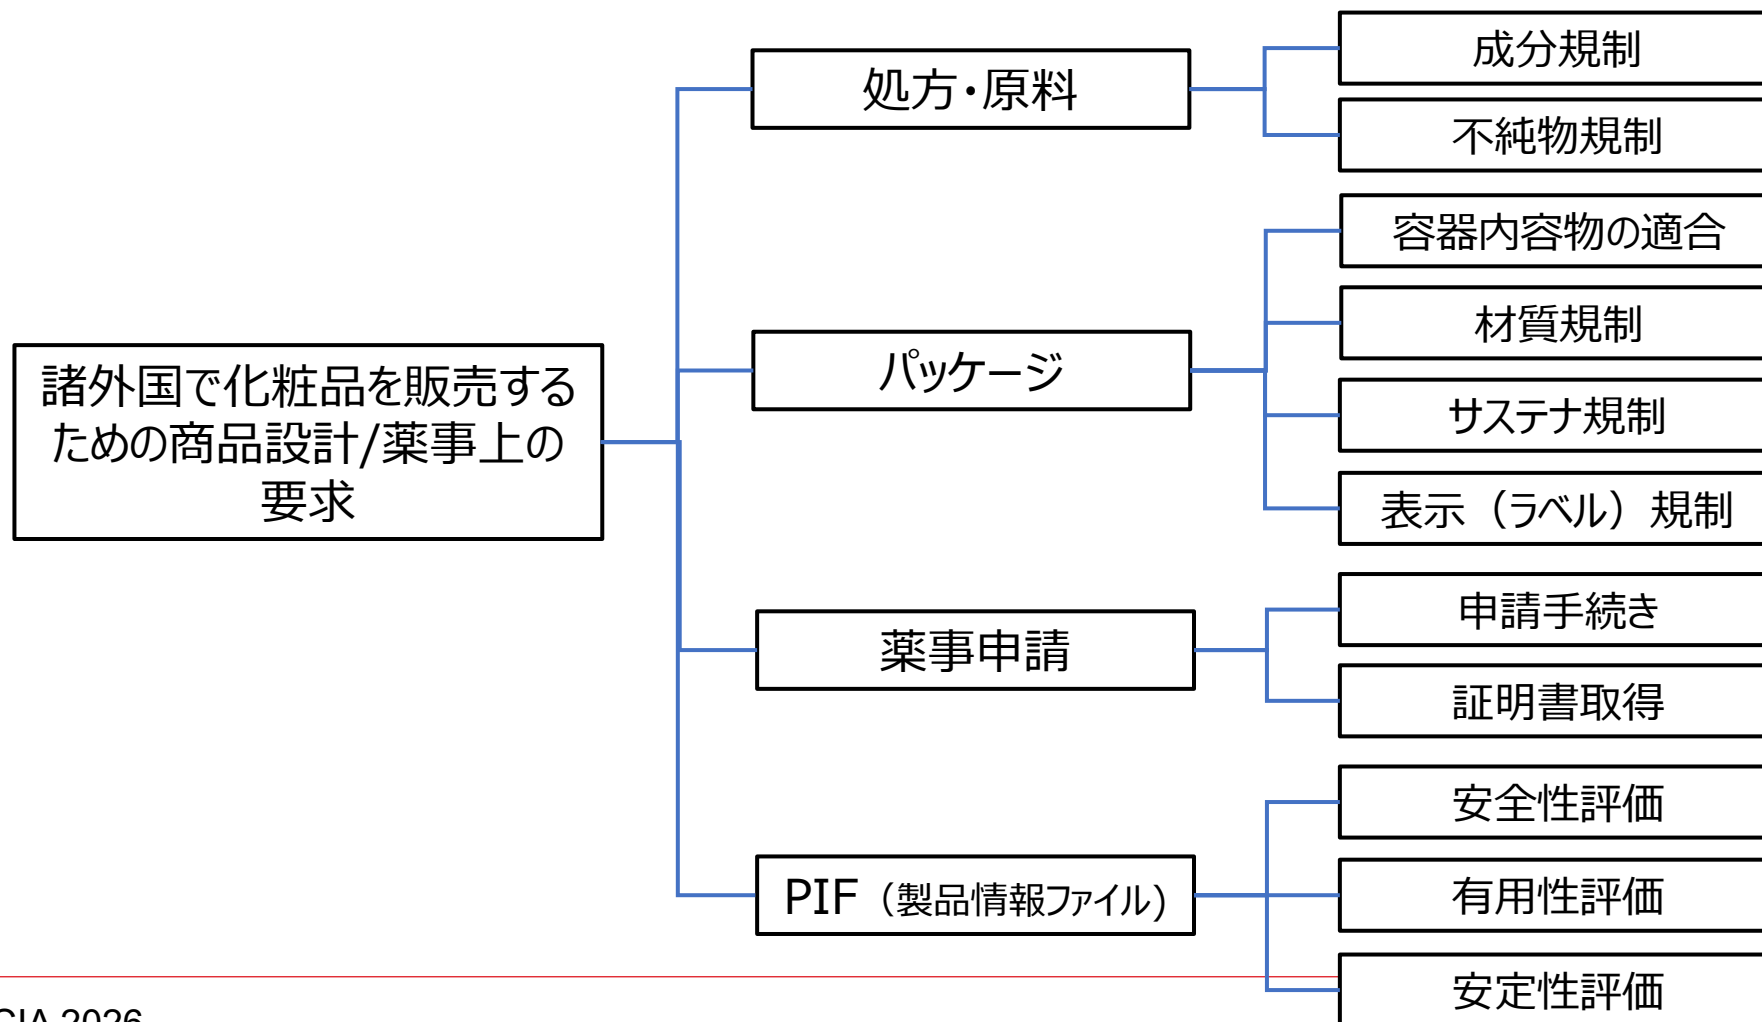 諸外国で化粧品を販売する
ための商品設計/薬事上の
要求
処方・原料
成分規制
不純物規制
パッケージ
容器内容物の適合
材質規制
サステナ規制
表示（ラベル）規制
薬事申請
申請手続き
証明書取得
PIF（製品情報ファイル)
安全性評価
有用性評価
安定性評価
2026